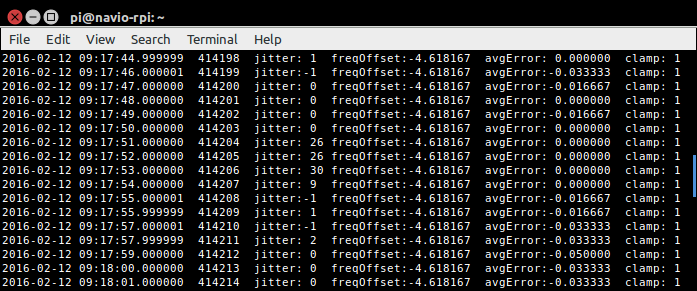 pi@navio-rpi: ~
File Edit View Search Terminal Help
2016-02-12 09:17:44.999999 414198 jitter: 1 freqOffset:-4.618167 avgError: 0.000000 clamp: 1
2016-02-12 09:17:46.000001 414199 jitter:-1 freqOffset:-4.618167 avgError:-0.033333 clamp: 1
2016-02-12 09:17:47.000000 414200 jitter: 0 freqOffset:-4.618167 avgError:-0.016667 clamp: 1
2016-02-12 09:17:48.000000 414201 jitter: 0 freqOffset:-4.618167 avgError: 0.000000 clamp: 1
2016-02-12 09:17:49.000000 414202 jitter: 0 freqOffset:-4.618167 avgError:-0.016667 clamp: 1
2016-02-12 09:17:50.000000 414203 jitter: 0 freqOffset:-4.618167 avgError: 0.000000 clamp: 1
2016-02-12 09:17:51.000000 414204 jitter: 26 freqOffset:-4.618167 avgError: 0.000000 clamp: 1
2016-02-12 09:17:52.000000 414205 jitter: 26 freqOffset:-4.618167 avgError: 0.000000 clamp: 1
2016-02-12 09:17:53.000000 414206 jitter: 30 freqOffset:-4.618167 avgError: 0.000000 clamp: 1
2016-02-12 09:17:54.000000 414207 jitter: 9 freqOffset:-4.618167 avgError: 0.000000 clamp: 1
2016-02-12 09:17:55.000001 414208 jitter:-1 freqOffset:-4.618167 avgError:-0.016667 clamp: 1
2016-02-12 09:17:55.999999 414209 jitter: 1 freqOffset:-4.618167 avgError:-0.016667 clamp: 1
2016-02-12 09:17:57.000001 414210 jitter:-1 freqOffset:-4.618167 avgError:-0.033333 clamp: 1
2016-02-12 09:17:57.999999 414211 jitter: 2 freqOffset:-4.618167 avgError:-0.033333 clamp: 1
2016-02-12 09:17:59.000000 414212 jitter: 0 freqOffset:-4.618167 avgError:-0.050000 clamp: 1
2016-02-12 09:18:00.000000 414213 jitter: 0 freqOffset:-4.618167 avgError:-0.033333 clamp: 1
2016-02-12 09:18:01.000000 414214 jitter: 0 freqOffset:-4.618167 avgError:-0.033333 clamp: 1